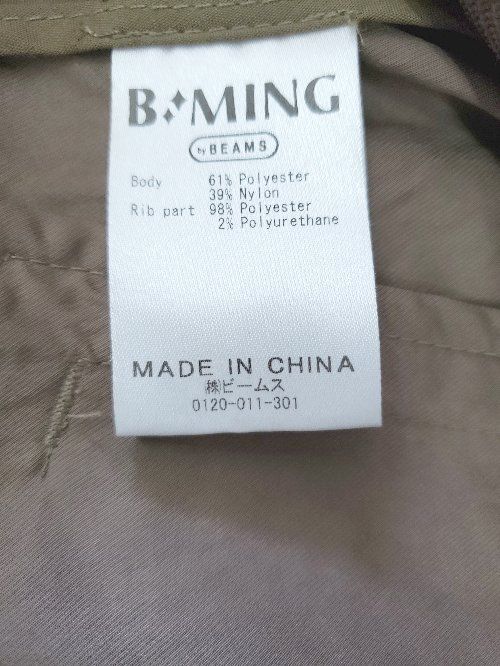 B:MING
by BEAMS
Body 61% Polyester
39% Nylon
Rib part 98% Polyester
2% Polyurethane
MADE IN CHINA
㈱ビームス
0120-011-301